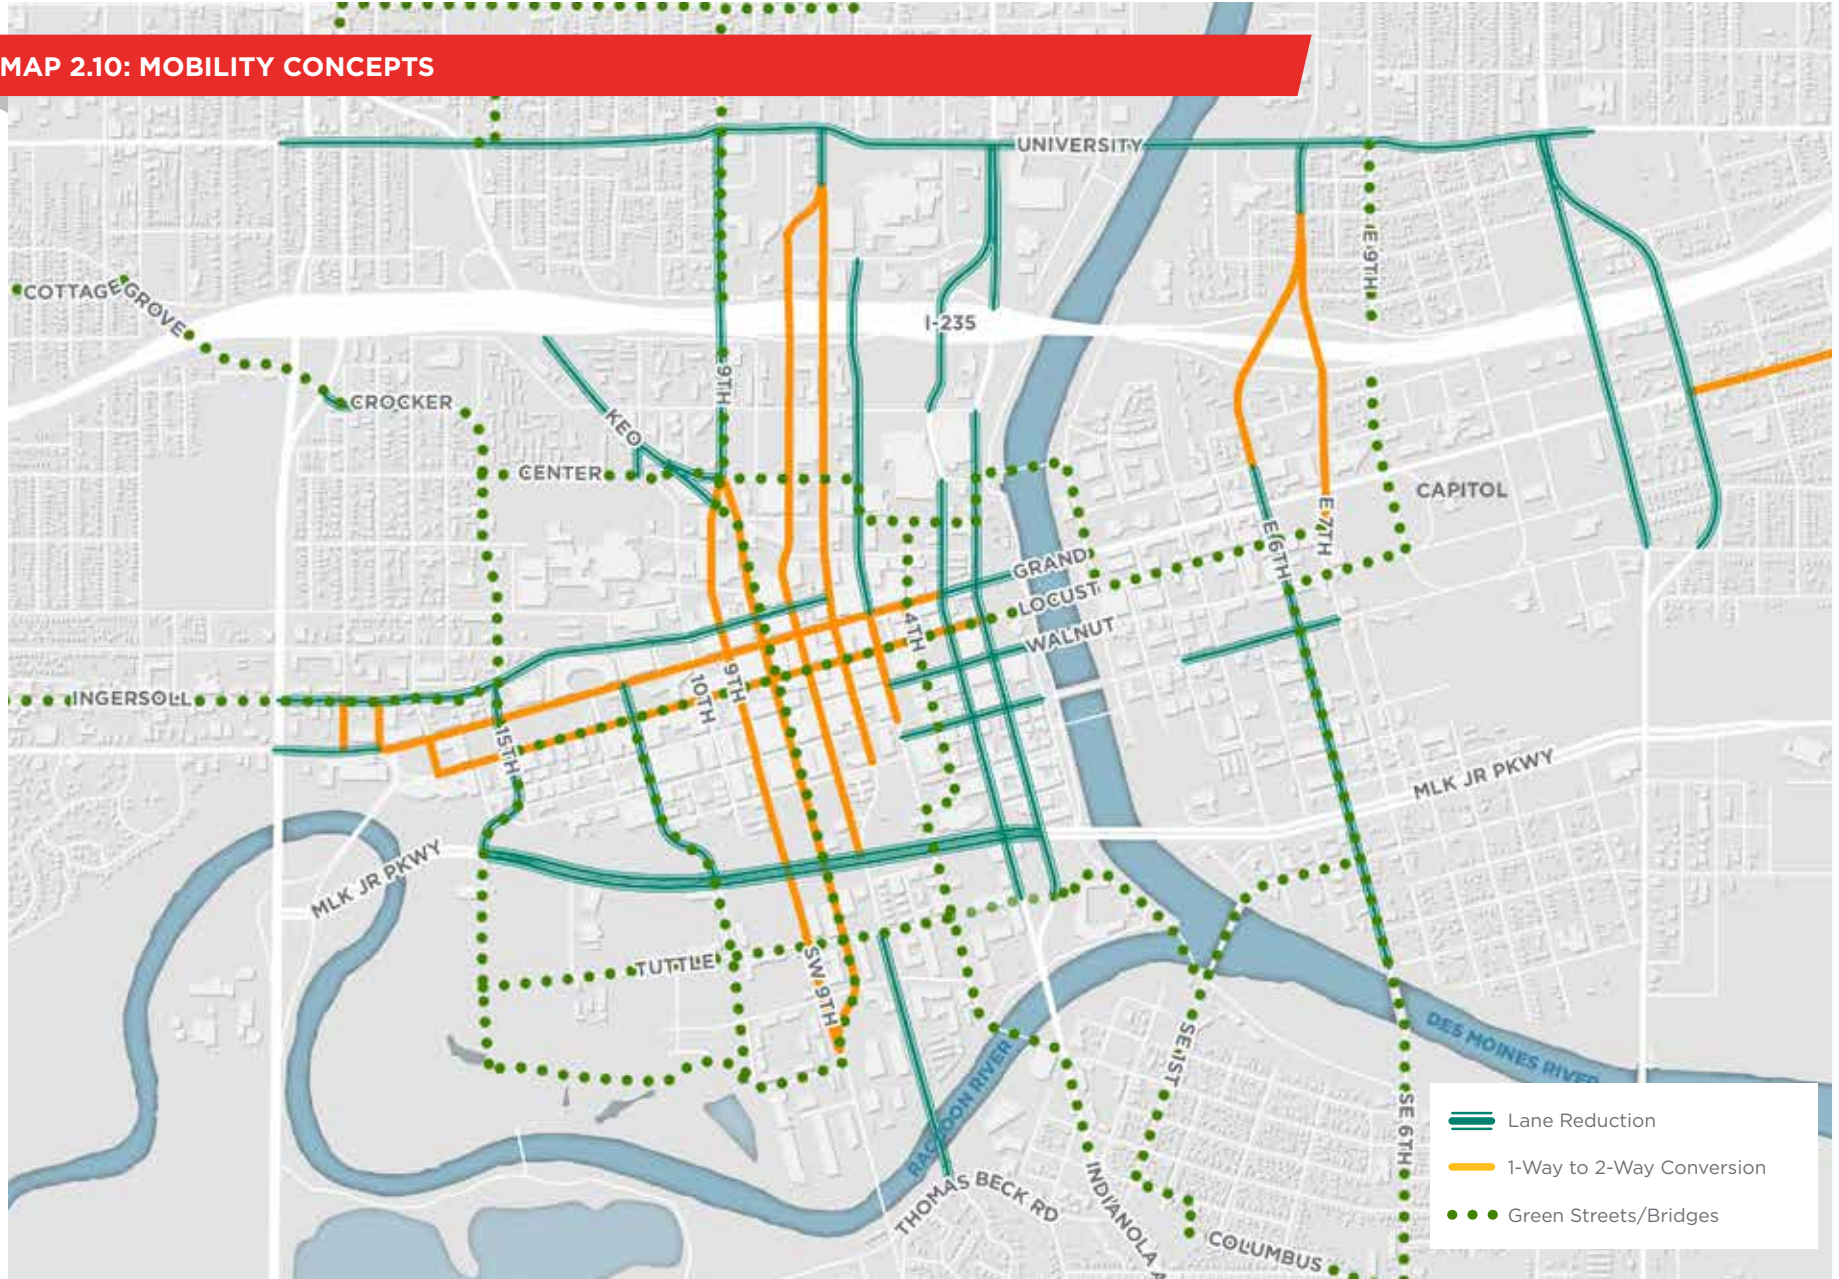 MAP 2.10: MOBILITY CONCEPTS
UNIVERSITY
E 9TH
COTTAGE GROVE
I-235
9TH
CROCKER
KEO
CENTER
CAPITOL
E 7TH
E 6TH
GRAND
LOCUST
4TH
WALNUT
9TH
10TH
INGERSOLL
15TH
MLK JR PKWY
MLK JR PKWY
TUTTLE
SW 9TH
SE 1ST
DES MOINES RIVER
RACCOON RIVER
SE 6TH
THOMAS BECK RD
INDIANOLA A
COLUMBUS
Lane Reduction
1-Way to 2-Way Conversion
Green Streets/Bridges